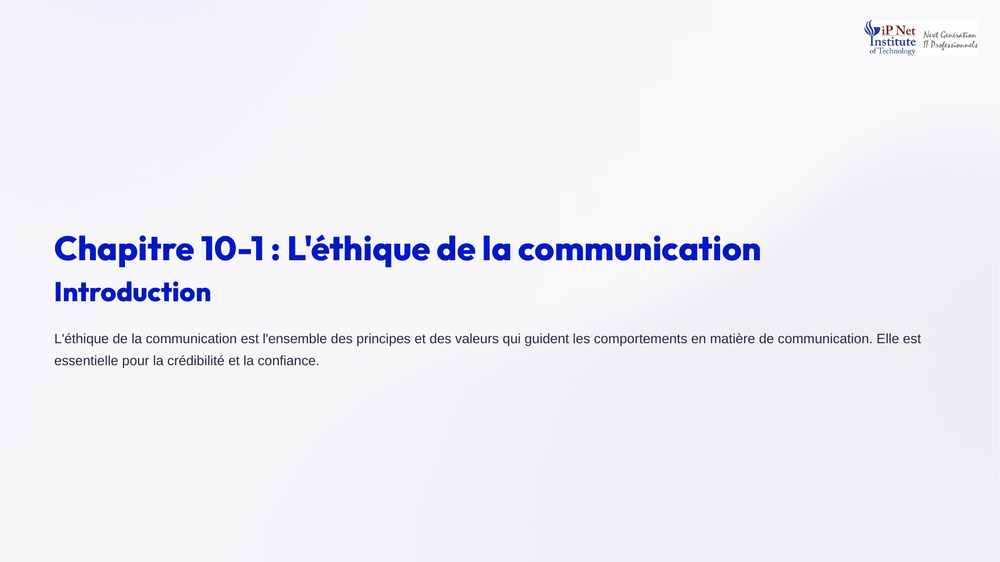 iP Net
Institute
of Technology
Next Generation
IT Professionnels
Chapitre 10-1 : L'éthique de la communication
Introduction
L'éthique de la communication est l'ensemble des principes et des valeurs qui guident les comportements en matière de communication. Elle est
essentielle pour la crédibilité et la confiance.